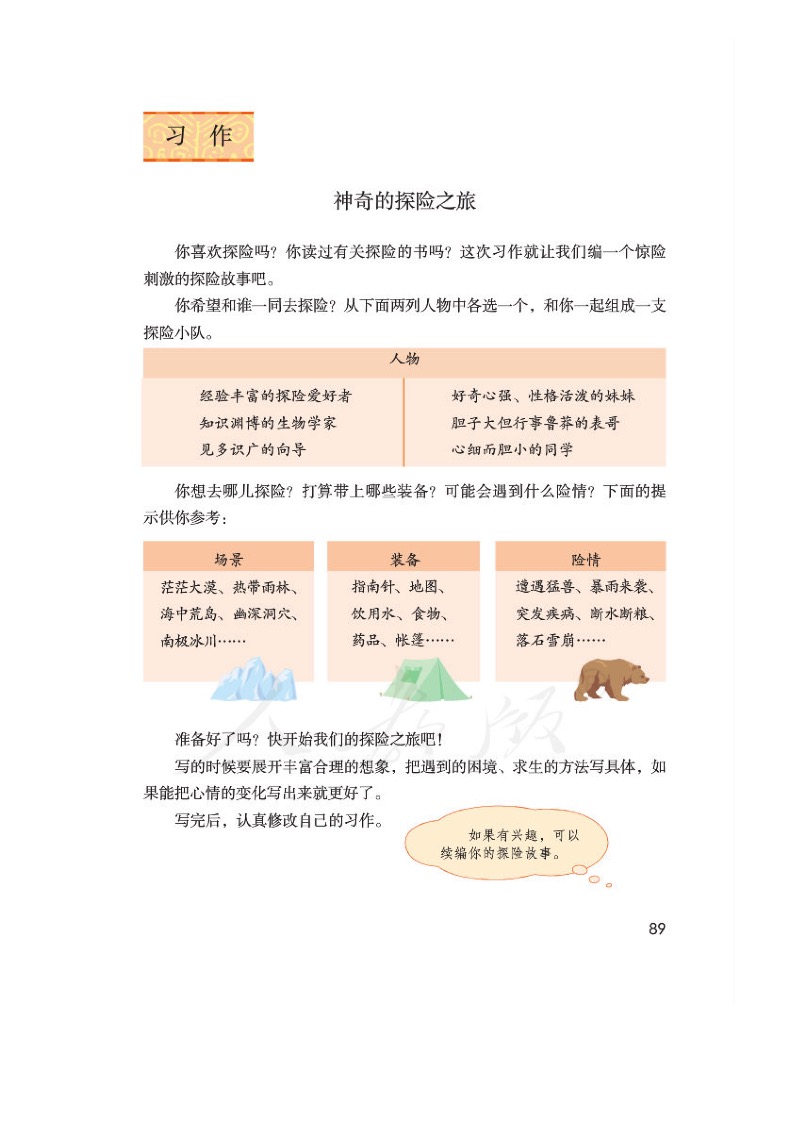 习 作
神奇的探险之旅
你喜欢探险吗？你读过有关探险的书吗？这次习作就让我们编一个惊险
刺激的探险故事吧。
你希望和谁一同去探险？从下面两列人物中各选一个，和你一起组成一支
探险小队。
人物
经验丰富的探险爱好者
知识渊博的生物学家
见多识广的向导
好奇心强、性格活泼的妹妹
胆子大但行事鲁莽的表哥
心细而胆小的同学
你想去哪儿探险？打算带上哪些装备？可能会遇到什么险情？下面的提
示供你参考：
场景
茫茫大漠、热带雨林、
海中荒岛、幽深洞穴、
南极冰川……
装备
指南针、地图、
饮用水、食物、
药品、帐篷……
险情
遭遇猛兽、暴雨来袭、
突发疾病、断水断粮、
落石雪崩……
人教版
准备好了吗？快开始我们的探险之旅吧！
写的时候要展开丰富合理的想象，把遇到的困境、求生的方法写具体，如
果能把心情的变化写出来就更好了。
写完后，认真修改自己的习作。
如果有兴趣，可以
续编你的探险故事。
89